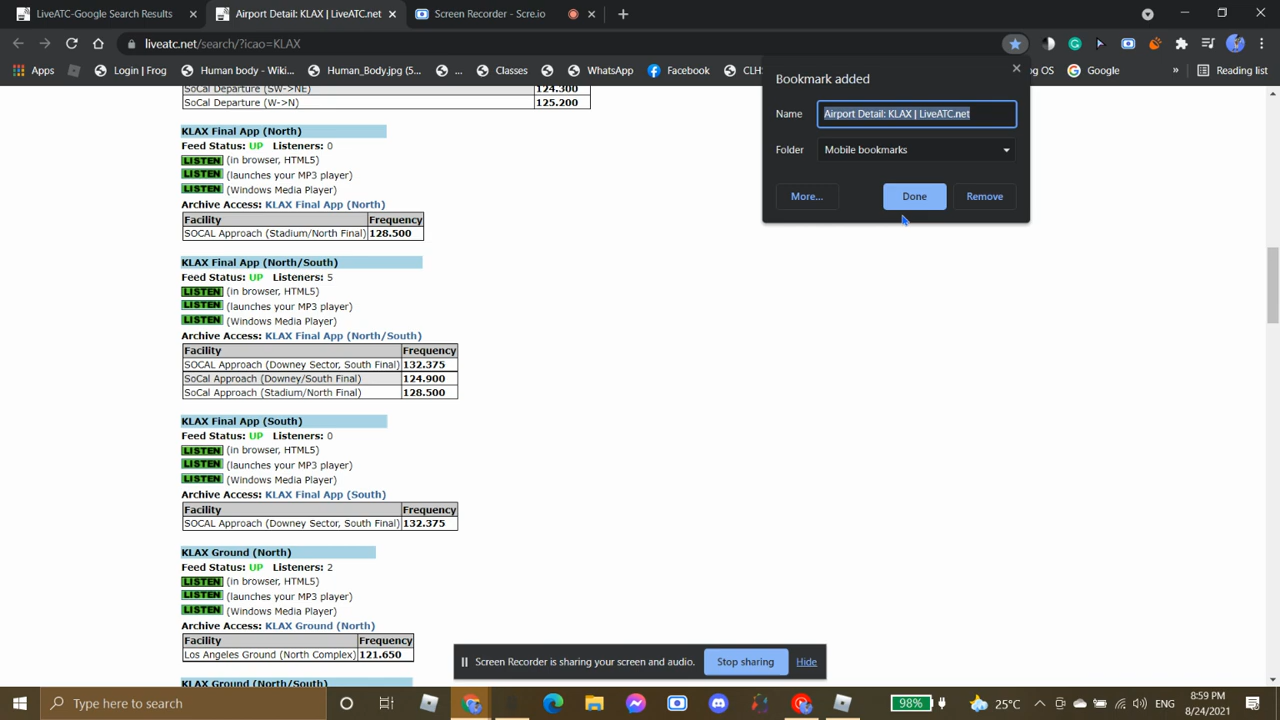 LiveATC-Google Search Results
Airport Detail: KLAX | LiveATC.net
Screen Recorder - Scre.io
liveatc.net/search/?icao=KLAX
Apps
Login | Frog
Human body - Wiki...
Human_Body.jpg (5...
...
Classes
WhatsApp
Facebook
CLH
g OS
Google
»
Reading list
Bookmark added
Name
Airport Detail: KLAX | LiveATC.net
Folder
Mobile bookmarks
More...
Done
Remove
SoCal Departure (SW->NE) 124.300
SoCal Departure (W->N) 125.200
KLAX Final App (North)
Feed Status: UP Listeners: 0
LISTEN (in browser, HTML5)
LISTEN (launches your MP3 player)
LISTEN (Windows Media Player)
Archive Access: KLAX Final App (North)
Facility Frequency
SOCAL Approach (Stadium/North Final) 128.500
KLAX Final App (North/South)
Feed Status: UP Listeners: 5
LISTEN (in browser, HTML5)
LISTEN (launches your MP3 player)
LISTEN (Windows Media Player)
Archive Access: KLAX Final App (North/South)
Facility Frequency
SOCAL Approach (Downey Sector, South Final) 132.375
SoCal Approach (Downey/South Final) 124.900
SoCal Approach (Stadium/North Final) 128.500
KLAX Final App (South)
Feed Status: UP Listeners: 0
LISTEN (in browser, HTML5)
LISTEN (launches your MP3 player)
LISTEN (Windows Media Player)
Archive Access: KLAX Final App (South)
Facility Frequency
SOCAL Approach (Downey Sector, South Final) 132.375
KLAX Ground (North)
Feed Status: UP Listeners: 2
LISTEN (in browser, HTML5)
LISTEN (launches your MP3 player)
LISTEN (Windows Media Player)
Archive Access: KLAX Ground (North)
Facility Frequency
Los Angeles Ground (North Complex) 121.650
KLAX Ground (North/South)
Screen Recorder is sharing your screen and audio.
Stop sharing
Hide
Type here to search
98%
25°C
8:59 PM
8/24/2021